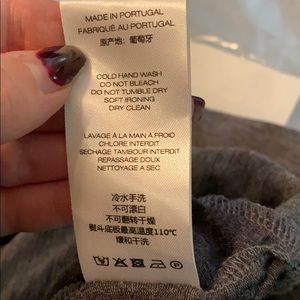 MADE IN PORTUGAL
FABRIQUÉ AU PORTUGAL
原产地: 葡萄牙
COLD HAND WASH
DO NOT BLEACH
DO NOT TUMBLE DRY
SOFT IRONING
DRY CLEAN
LAVAGE À LA MAIN À FROID
CHLORE INTERDIT
SECHAGE TAMBOUR INTERDIT
REPASSAGE DOUX
NETTOYAGE A SEC
冷水手洗
不可漂白
不可翻转干燥
熨斗底板最高温度110℃
缓和干洗